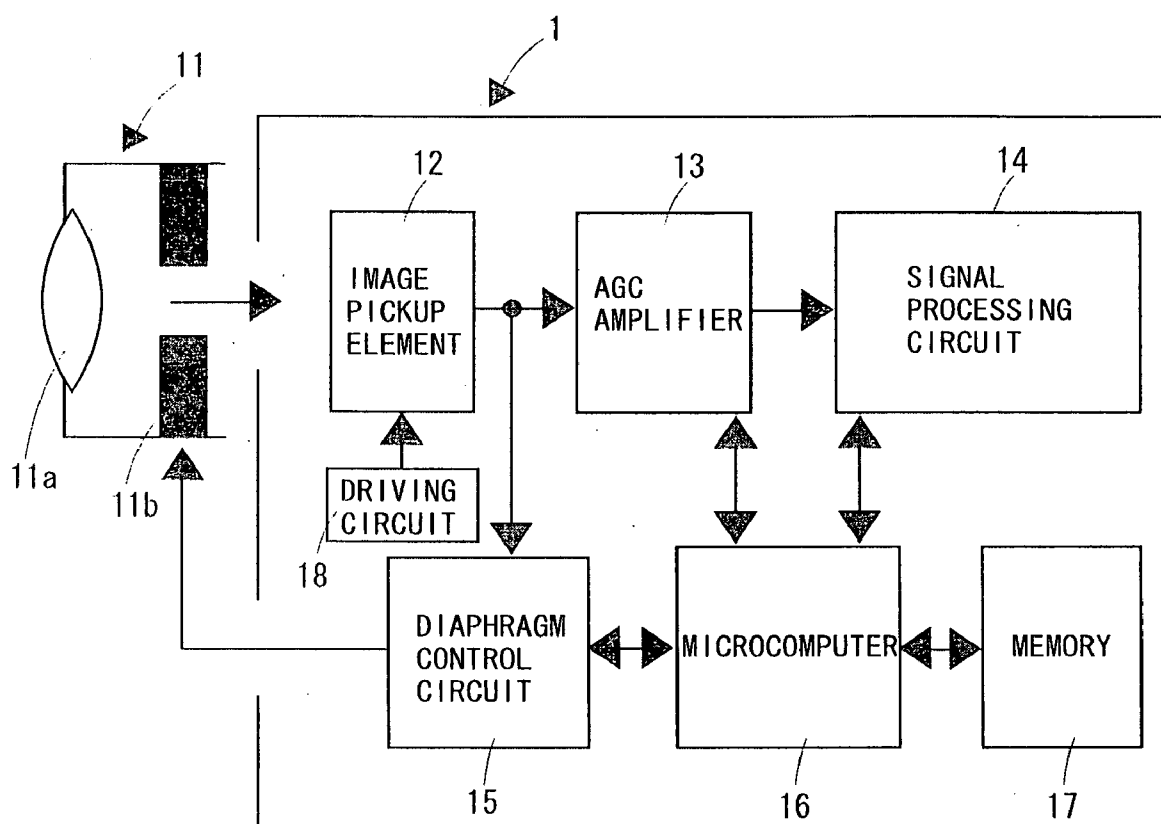 1
11
12
13
14
IMAGE
PICKUP
ELEMENT
AGC
AMPLIFIER
SIGNAL
PROCESSING
CIRCUIT
11a
11b
DRIVING
CIRCUIT
18
DIAPHRAGM
CONTROL
CIRCUIT
MICROCOMPUTER
MEMORY
15
16
17